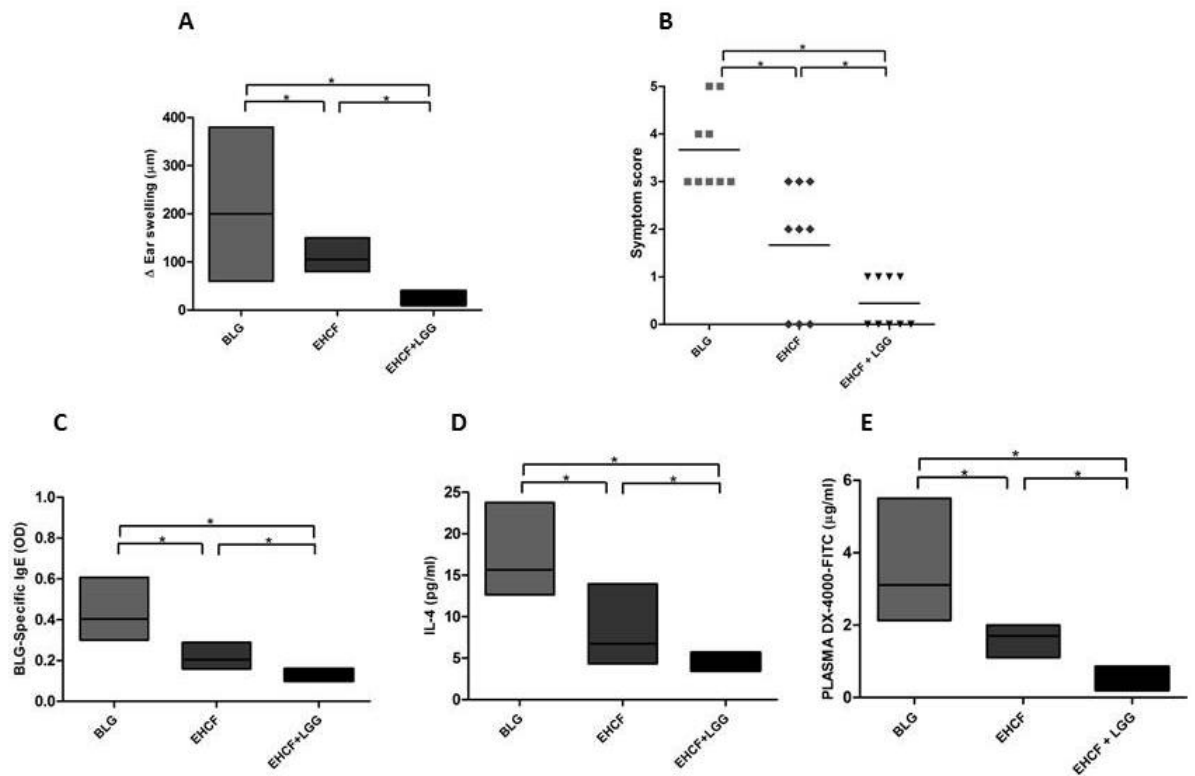 A
*
*
*
Δ Ear swelling (μm)
400
300
200
100
0
BLG
EHCF
EHCF+LGG
B
*
*
*
Symptom score
5
4
3
2
1
0
BLG
EHCF
EHCF + LGG
C
*
*
*
BLG-Specific IgE (OD)
1.0
0.8
0.6
0.4
0.2
0.0
BLG
EHCF
EHCF+LGG
D
*
*
*
IL-4 (pg/ml)
25
20
15
10
5
0
BLG
EHCF
EHCF+LGG
E
*
*
*
PLASMA DX-4000-FITC (μg/ml)
6
4
2
0
BLG
EHCF
EHCF + LGG